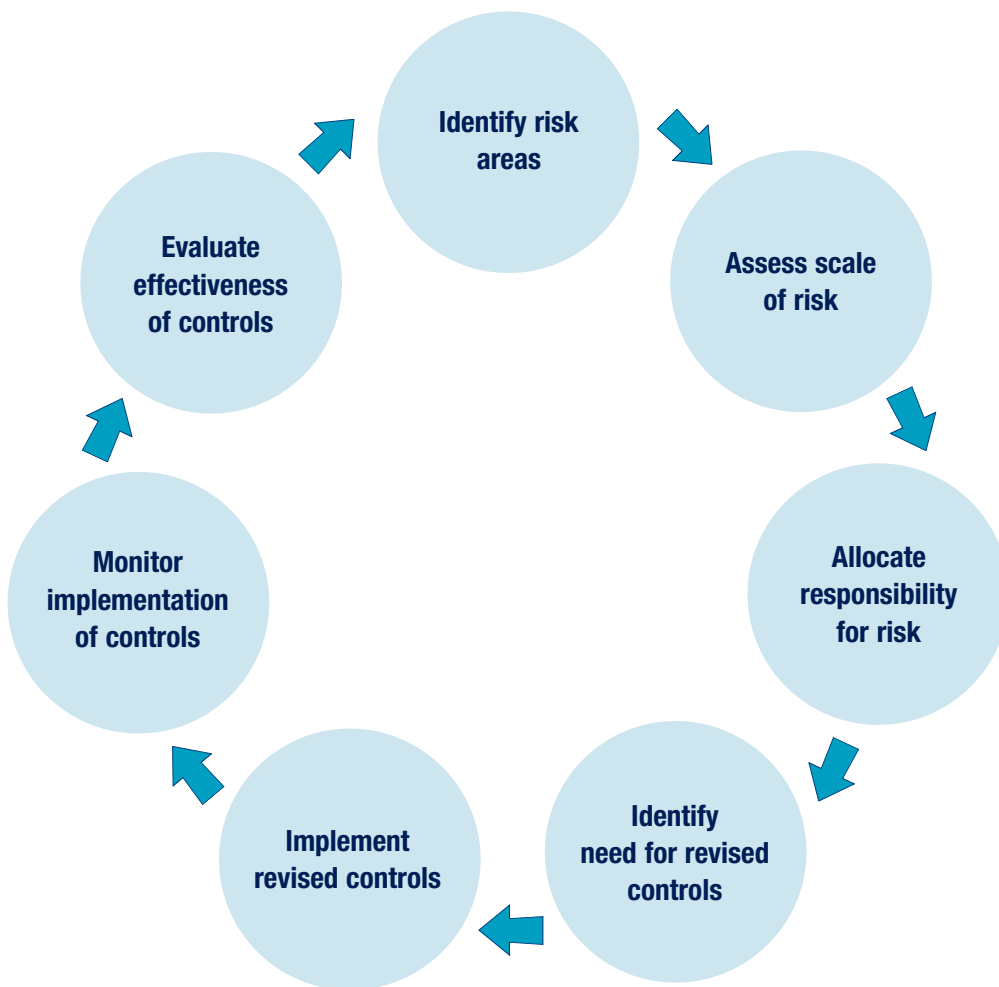 Identify risk
areas
Assess scale
of risk
Allocate
responsibility
for risk
Identify
need for revised
controls
Implement
revised controls
Monitor
implementation
of controls
Evaluate
effectiveness
of controls